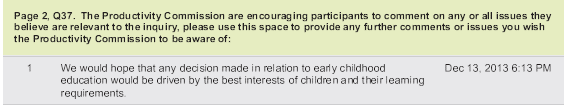 Page 2, Q37.  The Productivity Commission are encouraging participants to comment on any or all issues they
believe are relevant to the inquiry, please use this space to provide any further comments or issues you wish
the Productivity Commission to be aware of:
1 We would hope that any decision made in relation to early childhood Dec 13, 2013 6:13 PM
education would be driven by the best interests of children and their learning
requirements.